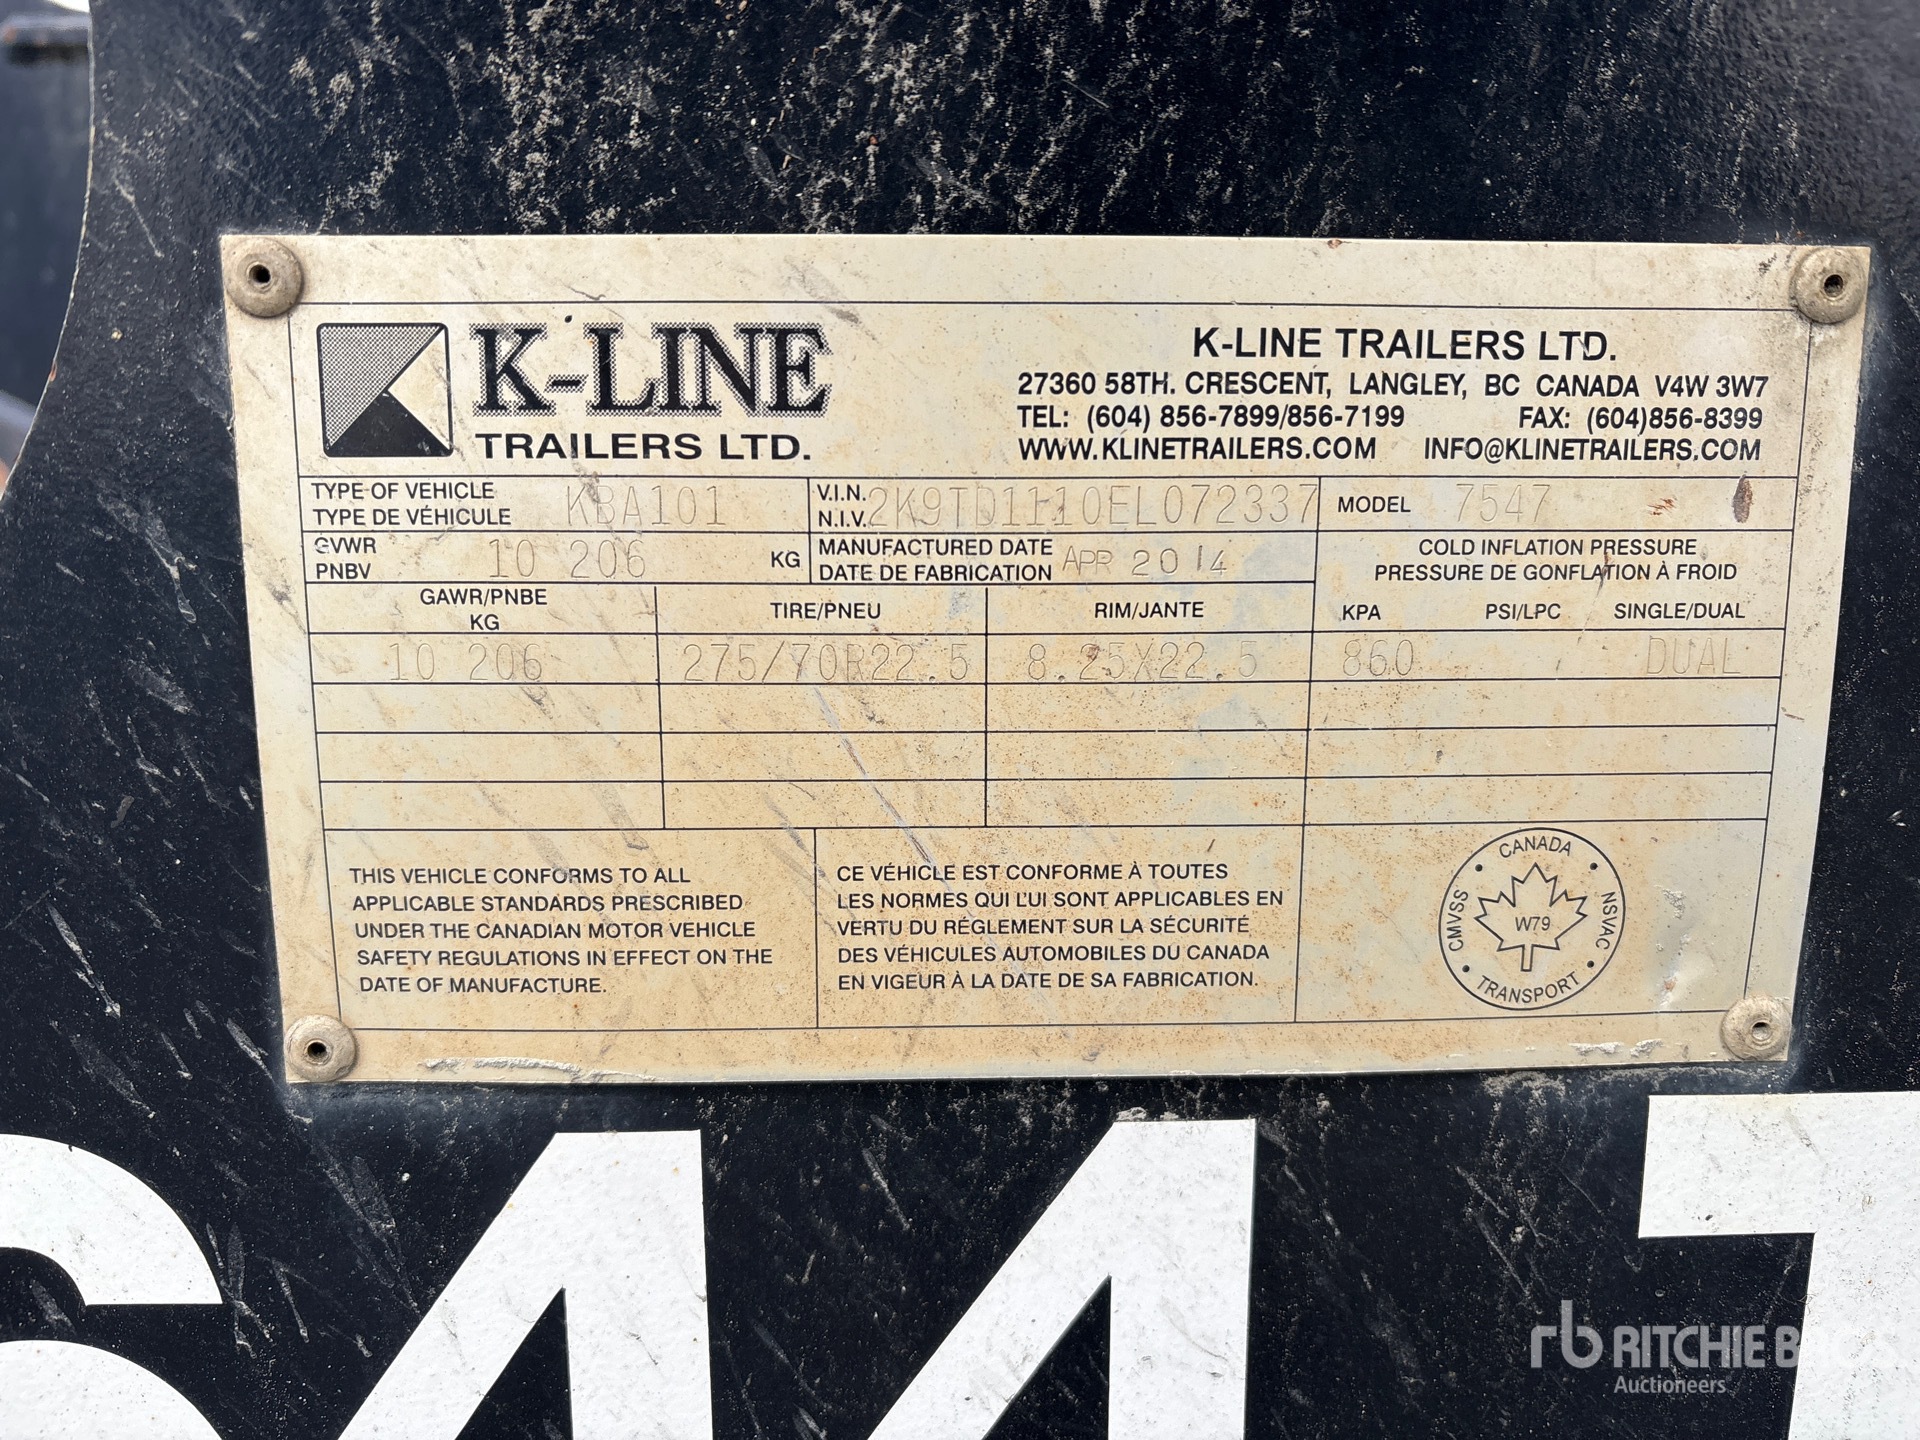 K-LINE
TRAILERS LTD.
K-LINE TRAILERS LTD.
27360 58TH. CRESCENT, LANGLEY, BC CANADA V4W 3W7
TEL: (604) 856-7899/856-7199 FAX: (604)856-8399
WWW.KLINETRAILERS.COM INFO@KLINETRAILERS.COM
TYPE OF VEHICLE
TYPE DE VÉHICULE KBA101
V.I.N.
N.I.V. 2K9TD1110EL072337
MODEL 7547
GVWR
PNBV 10 206 KG
MANUFACTURED DATE
DATE DE FABRICATION APR 2014
COLD INFLATION PRESSURE
PRESSURE DE GONFLATION À FROID
GAWR/PNBE
KG
TIRE/PNEU RIM/JANTE KPA PSI/LPC SINGLE/DUAL
10 206 275/70R22.5 8.25X22.5 860 DUAL
THIS VEHICLE CONFORMS TO ALL
APPLICABLE STANDARDS PRESCRIBED
UNDER THE CANADIAN MOTOR VEHICLE
SAFETY REGULATIONS IN EFFECT ON THE
DATE OF MANUFACTURE.
CE VÉHICLE EST CONFORME À TOUTES
LES NORMES QUI L'UI SONT APPLICABLES EN
VERTU DU RÉGLEMENT SUR LA SÉCURITÉ
DES VÉHICULES AUTOMOBILES DU CANADA
EN VIGEUR À LA DATE DE SA FABRICATION.
CANADA
CMVSS
W79
NSVAC
TRANSPORT
rb RITCHIE B
Auctioneers